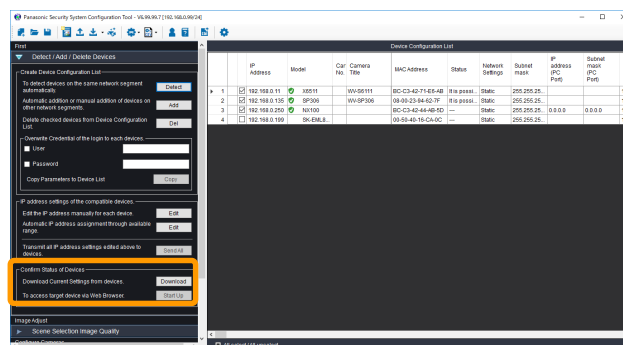 Panasonic Security System Configuration Tool - V6.99.99.7 [192.168.0.99/24]
First
Detect / Add / Delete Devices
Create Device Configuration List
To detect devices on the same network segment automatically.
Detect
Automatic addition or manual addition of devices on other network segments.
Add
Delete checked devices from Device Configuration List.
Del
Overwrite Credential of the login to each devices.
User
Password
Copy Parameters to Device List
Copy
IP address settings of the compatible devices.
Edit the IP address manually for each device.
Edit
Automatic IP address assignment through available range.
Edit
Transmit all IP address settings edited above to devices.
Send All
Confirm Status of Devices
Download Current Settings from devices.
Download
To access target device via Web Browser.
Start Up
Image Adjust
Scene Selection Image Quality
Configure Cameras
Device Configuration List
IP Address Model Car No. Camera Title MAC Address Status Network Settings Subnet mask IP address (PC Port) Subnet mask (PC Port)
1 192.168.0.11 X6511 WV-S6111 BC-C3-42-71-E6-AB It is possi... Static 255.255.25...
2 192.168.0.135 SP306 WV-SP306 08-00-23-94-62-7F It is possi... Static 255.255.25...
3 192.168.0.250 NX100 BC-C3-42-44-AB-5D --- Static 255.255.25... 0.0.0.0 0.0.0.0
4 192.168.0.199 SK-EML8... 00-50-40-16-CA-0C --- Static 255.255.25...